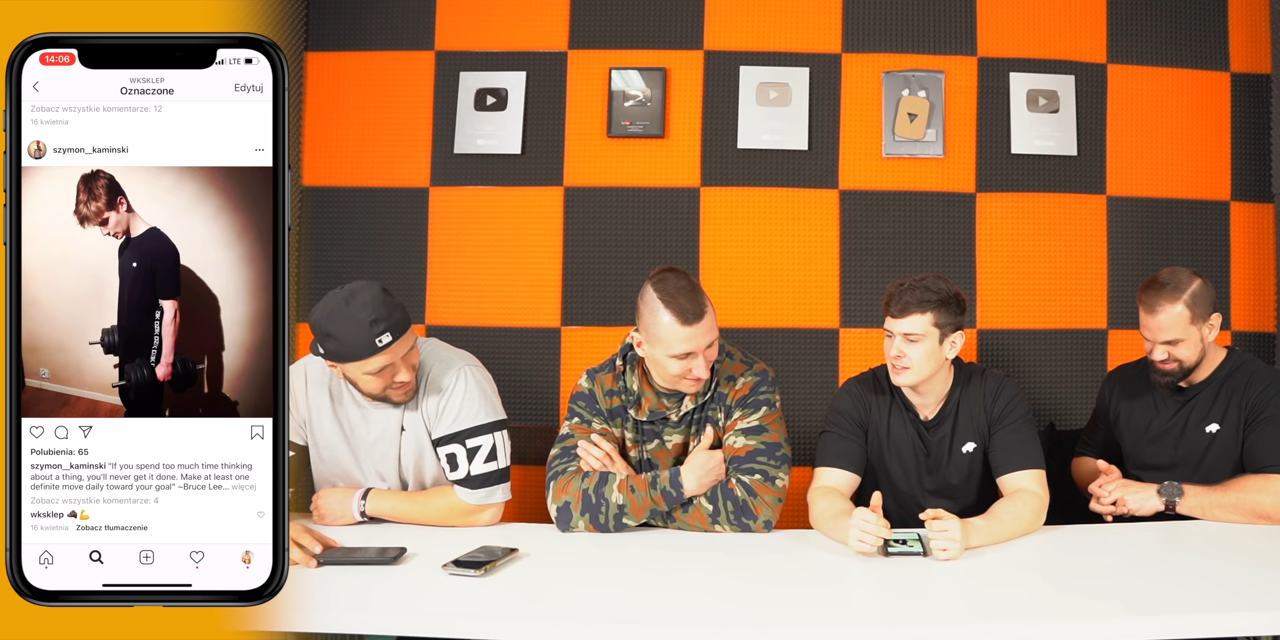 14:06
LTE
WKSKLEP
Oznaczone
Edytuj
Zobacz wszystkie komentarze: 12
16 kwietnia
szymon__kaminski
Polubienia: 65
szymon__kaminski "If you spend too much time thinking
about a thing, you'll never get it done. Make at least one
definite move daily toward your goal" ~Bruce Lee... więcej
Zobacz wszystkie komentarze: 4
wksklep
16 kwietnia Zobacz tłumaczenie
DZIK